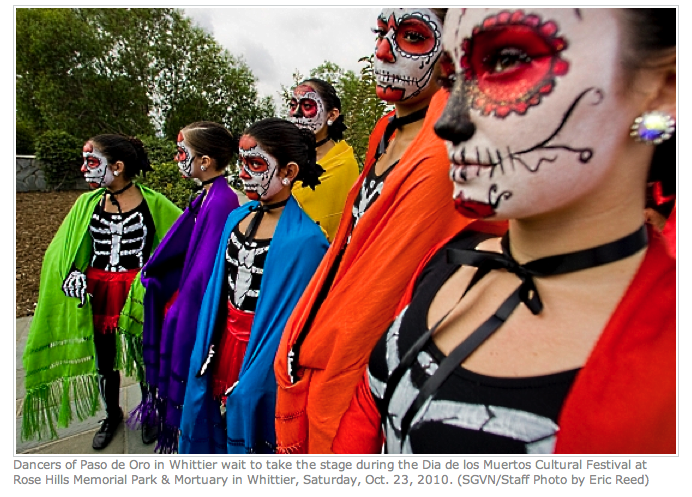 Dancers of Paso de Oro in Whittier wait to take the stage during the Dia de los Muertos Cultural Festival at
Rose Hills Memorial Park & Mortuary in Whittier, Saturday, Oct. 23, 2010. (SGVN/Staff Photo by Eric Reed)